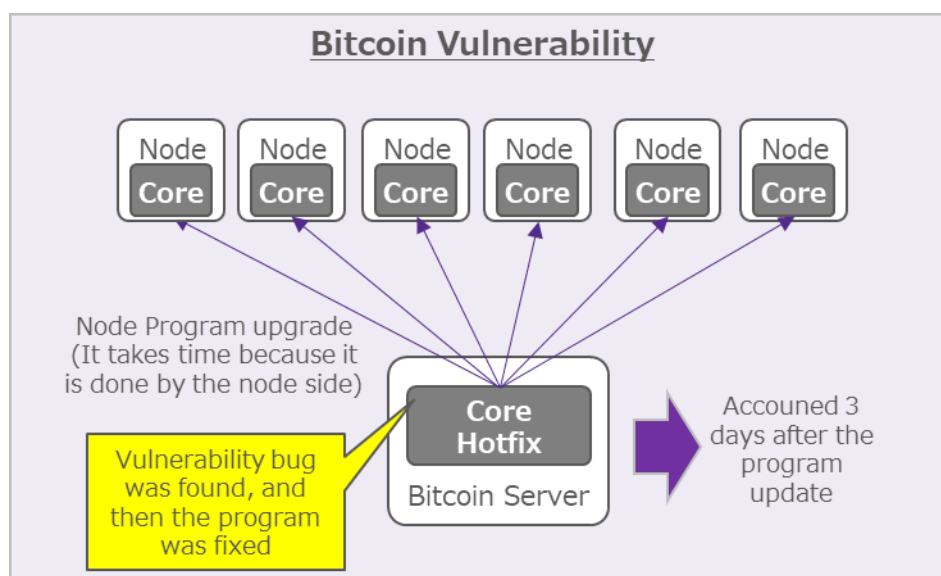 Bitcoin Vulnerability
Node
Core
Node
Core
Node
Core
Node
Core
Node
Core
Node
Core
Node Program upgrade
(It takes time because it
is done by the node side)
Core
Hotfix
Bitcoin Server
Vulnerability bug
was found, and
then the program
was fixed
Accouned 3
days after the
program
update